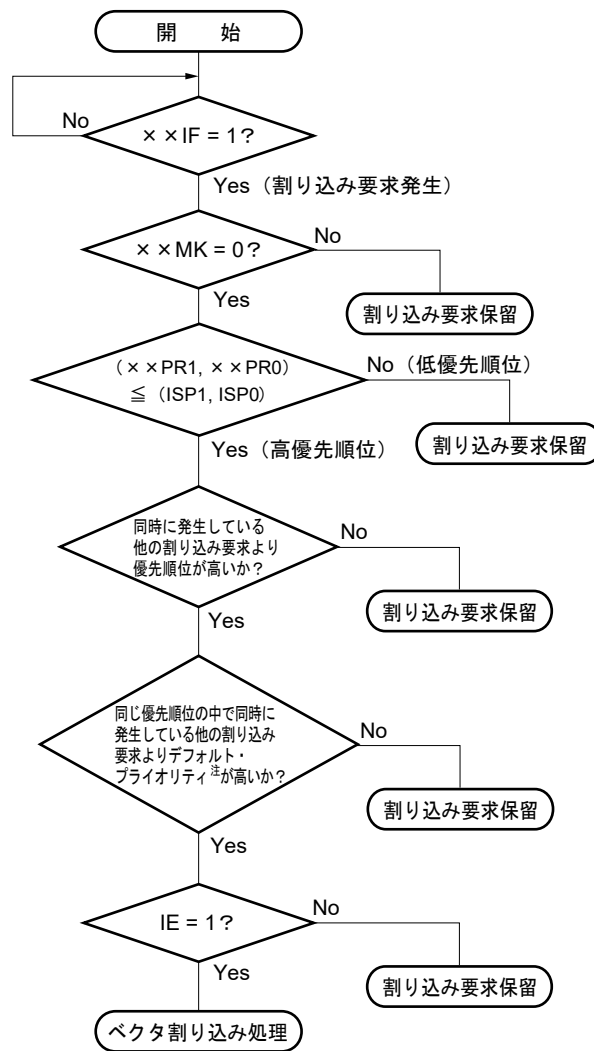 開　始
No
××IF = 1?
Yes（割り込み要求発生）
××MK = 0?
No
Yes
割り込み要求保留
（××PR1, ××PR0）
≦（ISP1, ISP0）
No（低優先順位）
割り込み要求保留
Yes（高優先順位）
同時に発生している
他の割り込み要求より
優先順位が高いか？
No
割り込み要求保留
Yes
同じ優先順位の中で同時に
発生している他の割り込み
要求よりデフォルト・
プライオリティ注が高いか？
No
割り込み要求保留
Yes
IE = 1?
No
割り込み要求保留
Yes
ベクタ割り込み処理